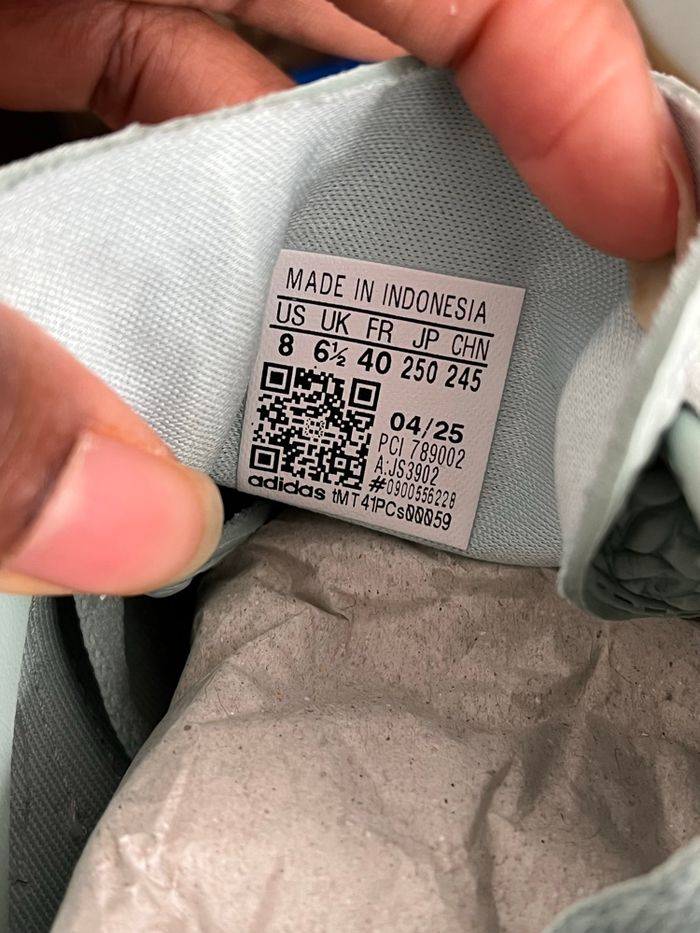 MADE IN INDONESIA
US UK FR JP CHN
8 6½ 40 250 245
04/25
PCI 789002
A:JS3902
#0900556228
adidas tMT41PCs00059